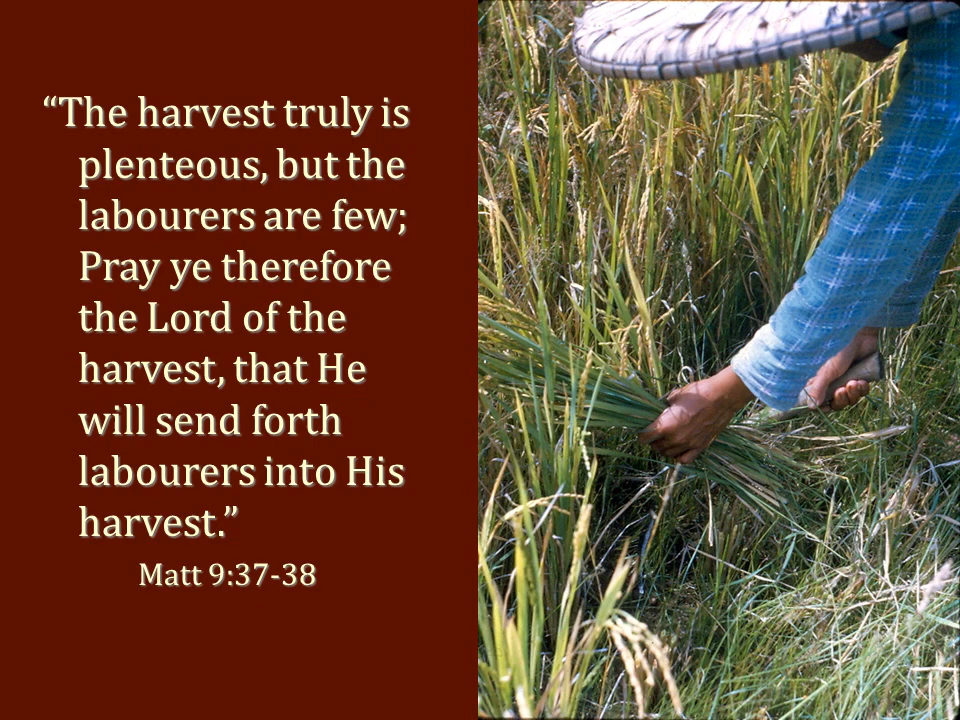 “The harvest truly is
plenteous, but the
labourers are few;
Pray ye therefore
the Lord of the
harvest, that He
will send forth
labourers into His
harvest.”
Matt 9:37-38